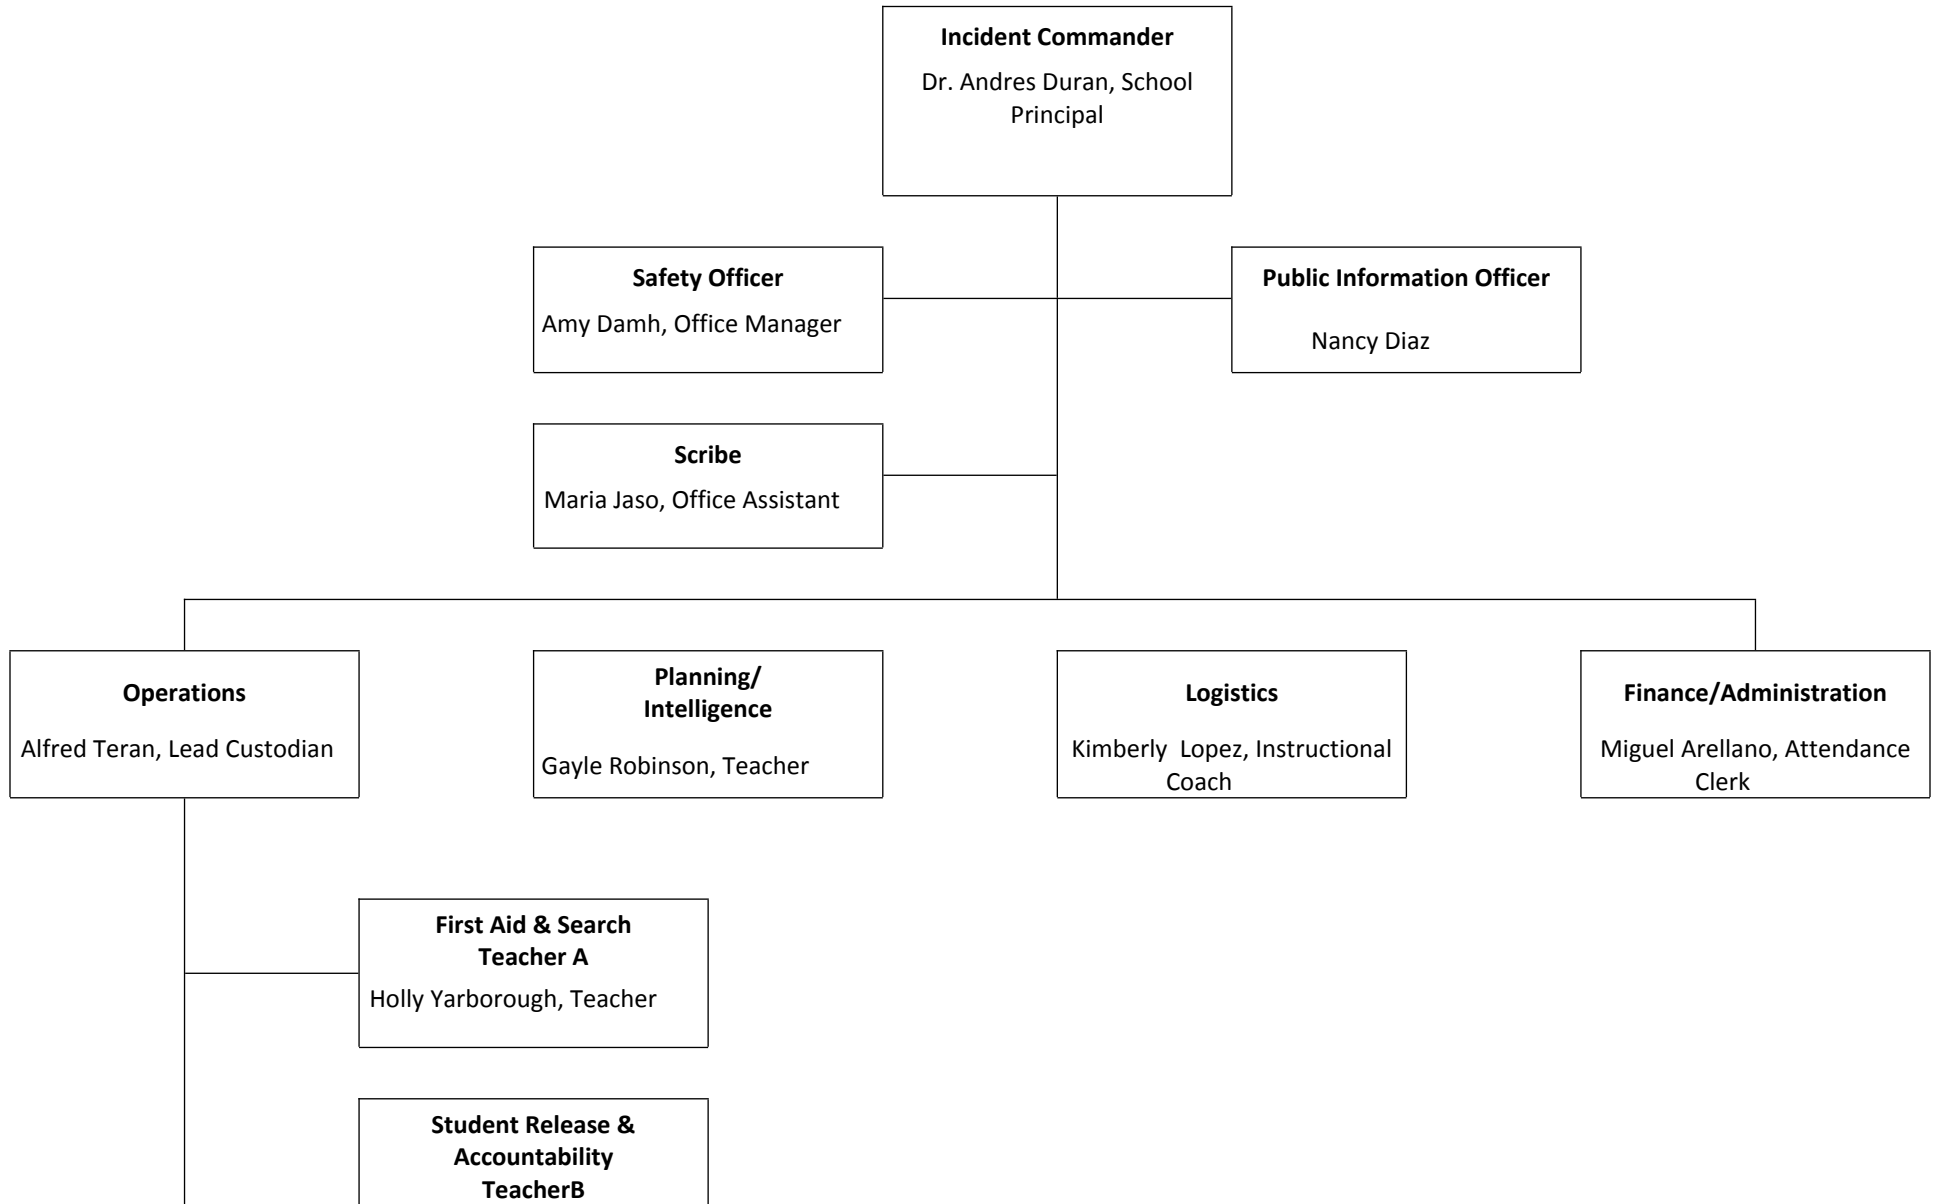 Incident Commander
Dr. Andres Duran, School
Principal
Safety Officer
Amy Damh, Office Manager
Public Information Officer
Nancy Diaz
Scribe
Maria Jaso, Office Assistant
Operations
Alfred Teran, Lead Custodian
Planning/
Intelligence
Gayle Robinson, Teacher
Logistics
Kimberly  Lopez, Instructional
Coach
Finance/Administration
Miguel Arellano, Attendance
Clerk
First Aid & Search
Teacher A
Holly Yarborough, Teacher
Student Release &
Accountability
TeacherB